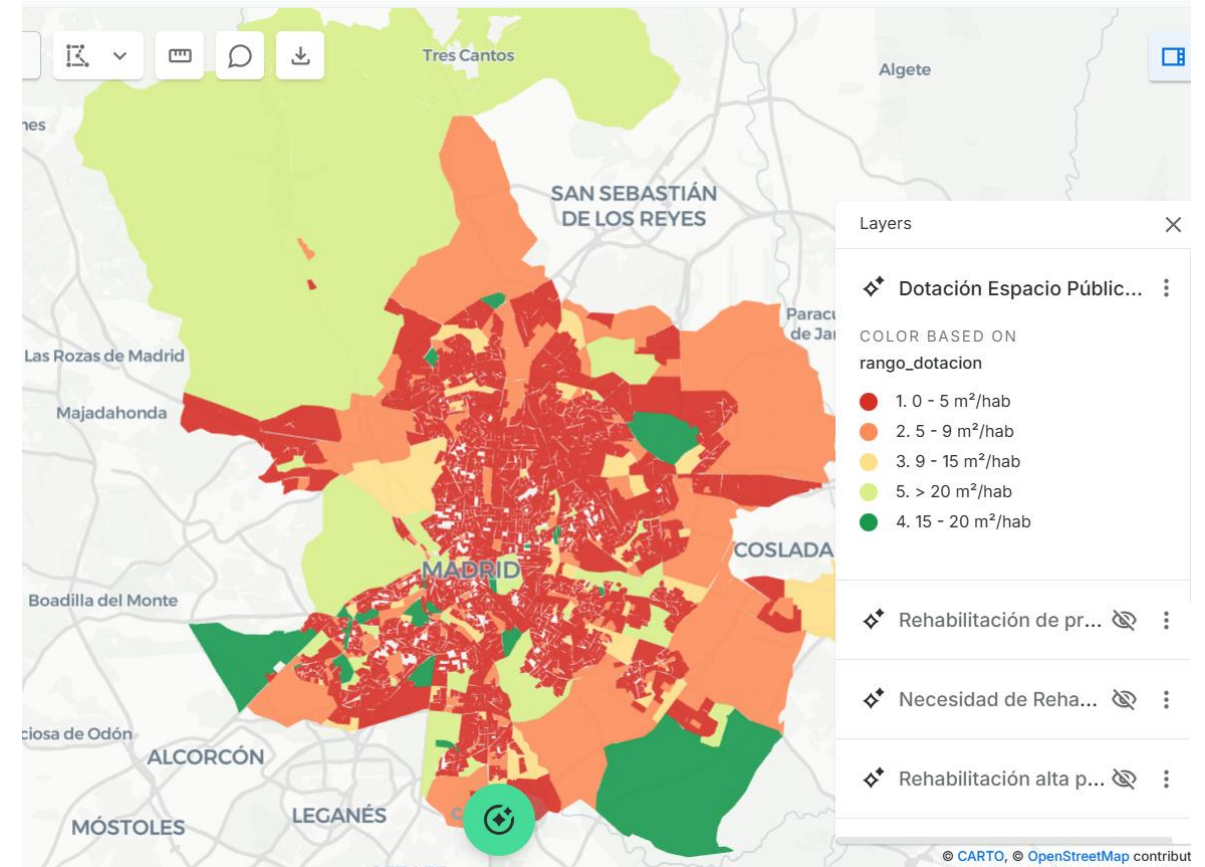 Tres Cantos
Algete
nes
SAN SEBASTIÁN
DE LOS REYES
Layers
Dotación Espacio Públic...
Paracu
de Jar
COLOR BASED ON
Las Rozas de Madrid
rango_dotacion
1. 0 - 5 m²/hab
Majadahonda
2. 5 - 9 m²/hab
3. 9 - 15 m²/hab
5. > 20 m²/hab
4. 15 - 20 m²/hab
COSLADA
MADRID
Boadilla del Monte
Rehabilitación de pr...
Necesidad de Reha...
ciosa de Odón
ALCORCÓN
Rehabilitación alta p...
LEGANÉS
MÓSTOLES
© CARTO, © OpenStreetMap contribut